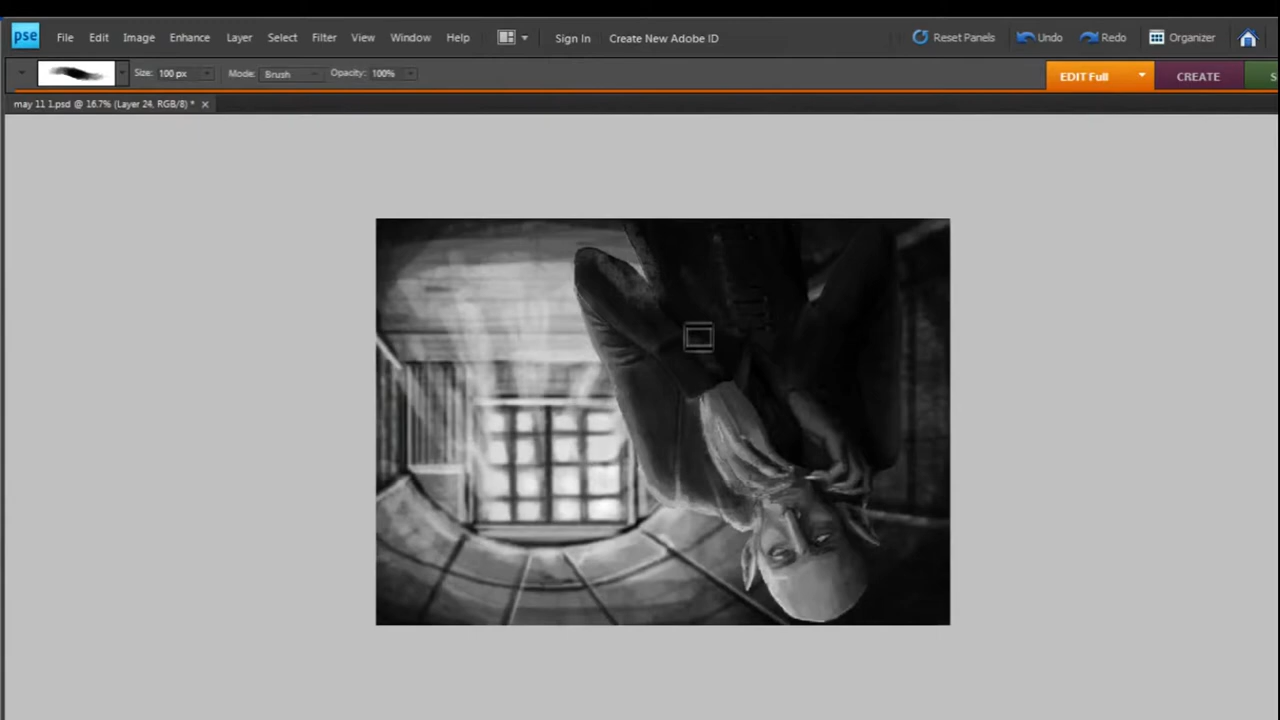 pse File Edit Image Enhance Layer Select Filter View Window Help Sign In Create New Adobe ID Reset Panels Undo Redo Organizer
Size: 100 px Mode: Brush Opacity: 100% EDIT Full CREATE S
may 11 1.psd @ 16.7% (Layer 24, RGB/8) *